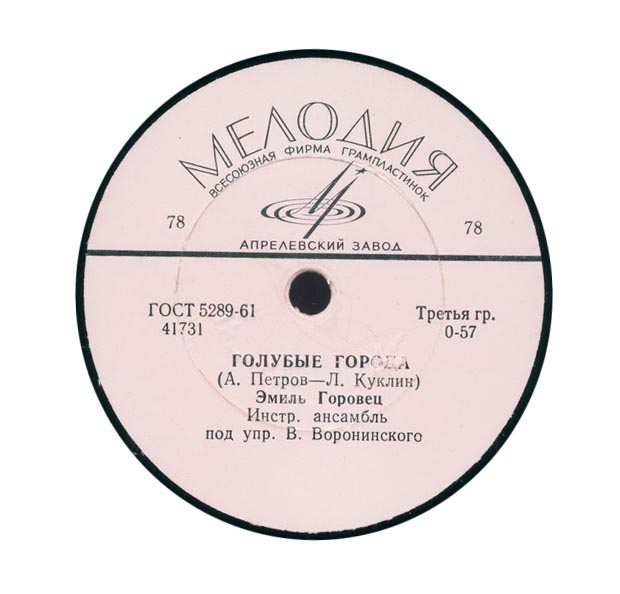 МЕЛОДИЯ
ВСЕСОЮЗНАЯ ФИРМА ГРАМПЛАСТИНОК
78 78
АПРЕЛЕВСКИЙ ЗАВОД
ГОСТ 5289-61 Третья гр.
41731 0-57
ГОЛУБЫЕ ГОРОДА
(А. Петров—Л. Куклин)
Эмиль Горовец
Инстр. ансамбль
под упр. В. Воронинского